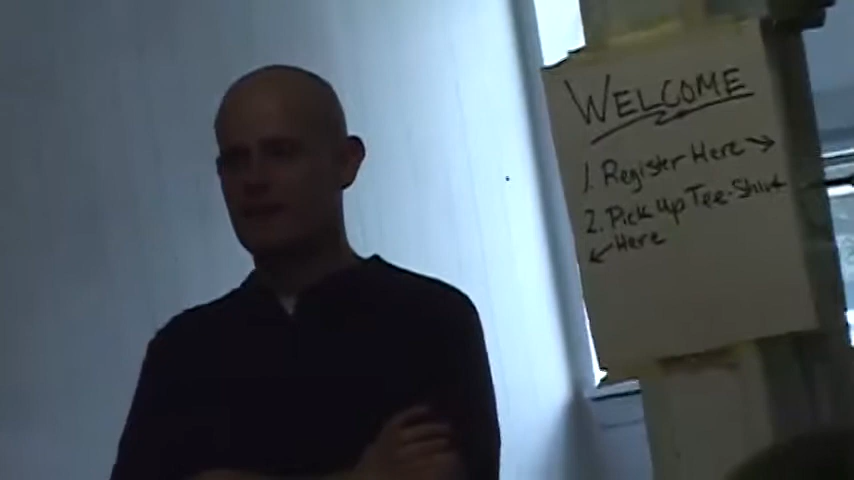 WELCOME
1. Register Here →
2. Pick Up Tee-Shirt
← Here